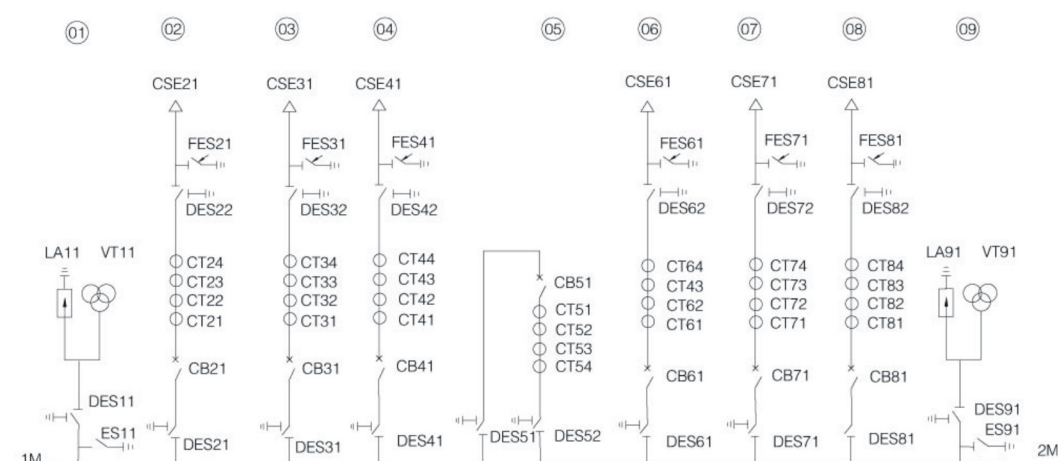 01 02 03 04 05 06 07 08 09
CSE21 CSE31 CSE41 CSE61 CSE71 CSE81
FES21 FES31 FES41 FES61 FES71 FES81
DES22 DES32 DES42 DES62 DES72 DES82
LA11 VT11 LA91 VT91
CT24 CT34 CT44 CT64 CT74 CT84
CT23 CT33 CT43 CB51 CT43 CT73 CT83
CT22 CT32 CT42 CT51 CT62 CT72 CT82
CT21 CT31 CT41 CT52 CT61 CT71 CT81
CT53
CT54
CB21 CB31 CB41 CB61 CB71 CB81
DES11 DES91
ES11 DES21 DES31 DES41 DES51 DES52 DES61 DES71 DES81 ES91
1M 2M